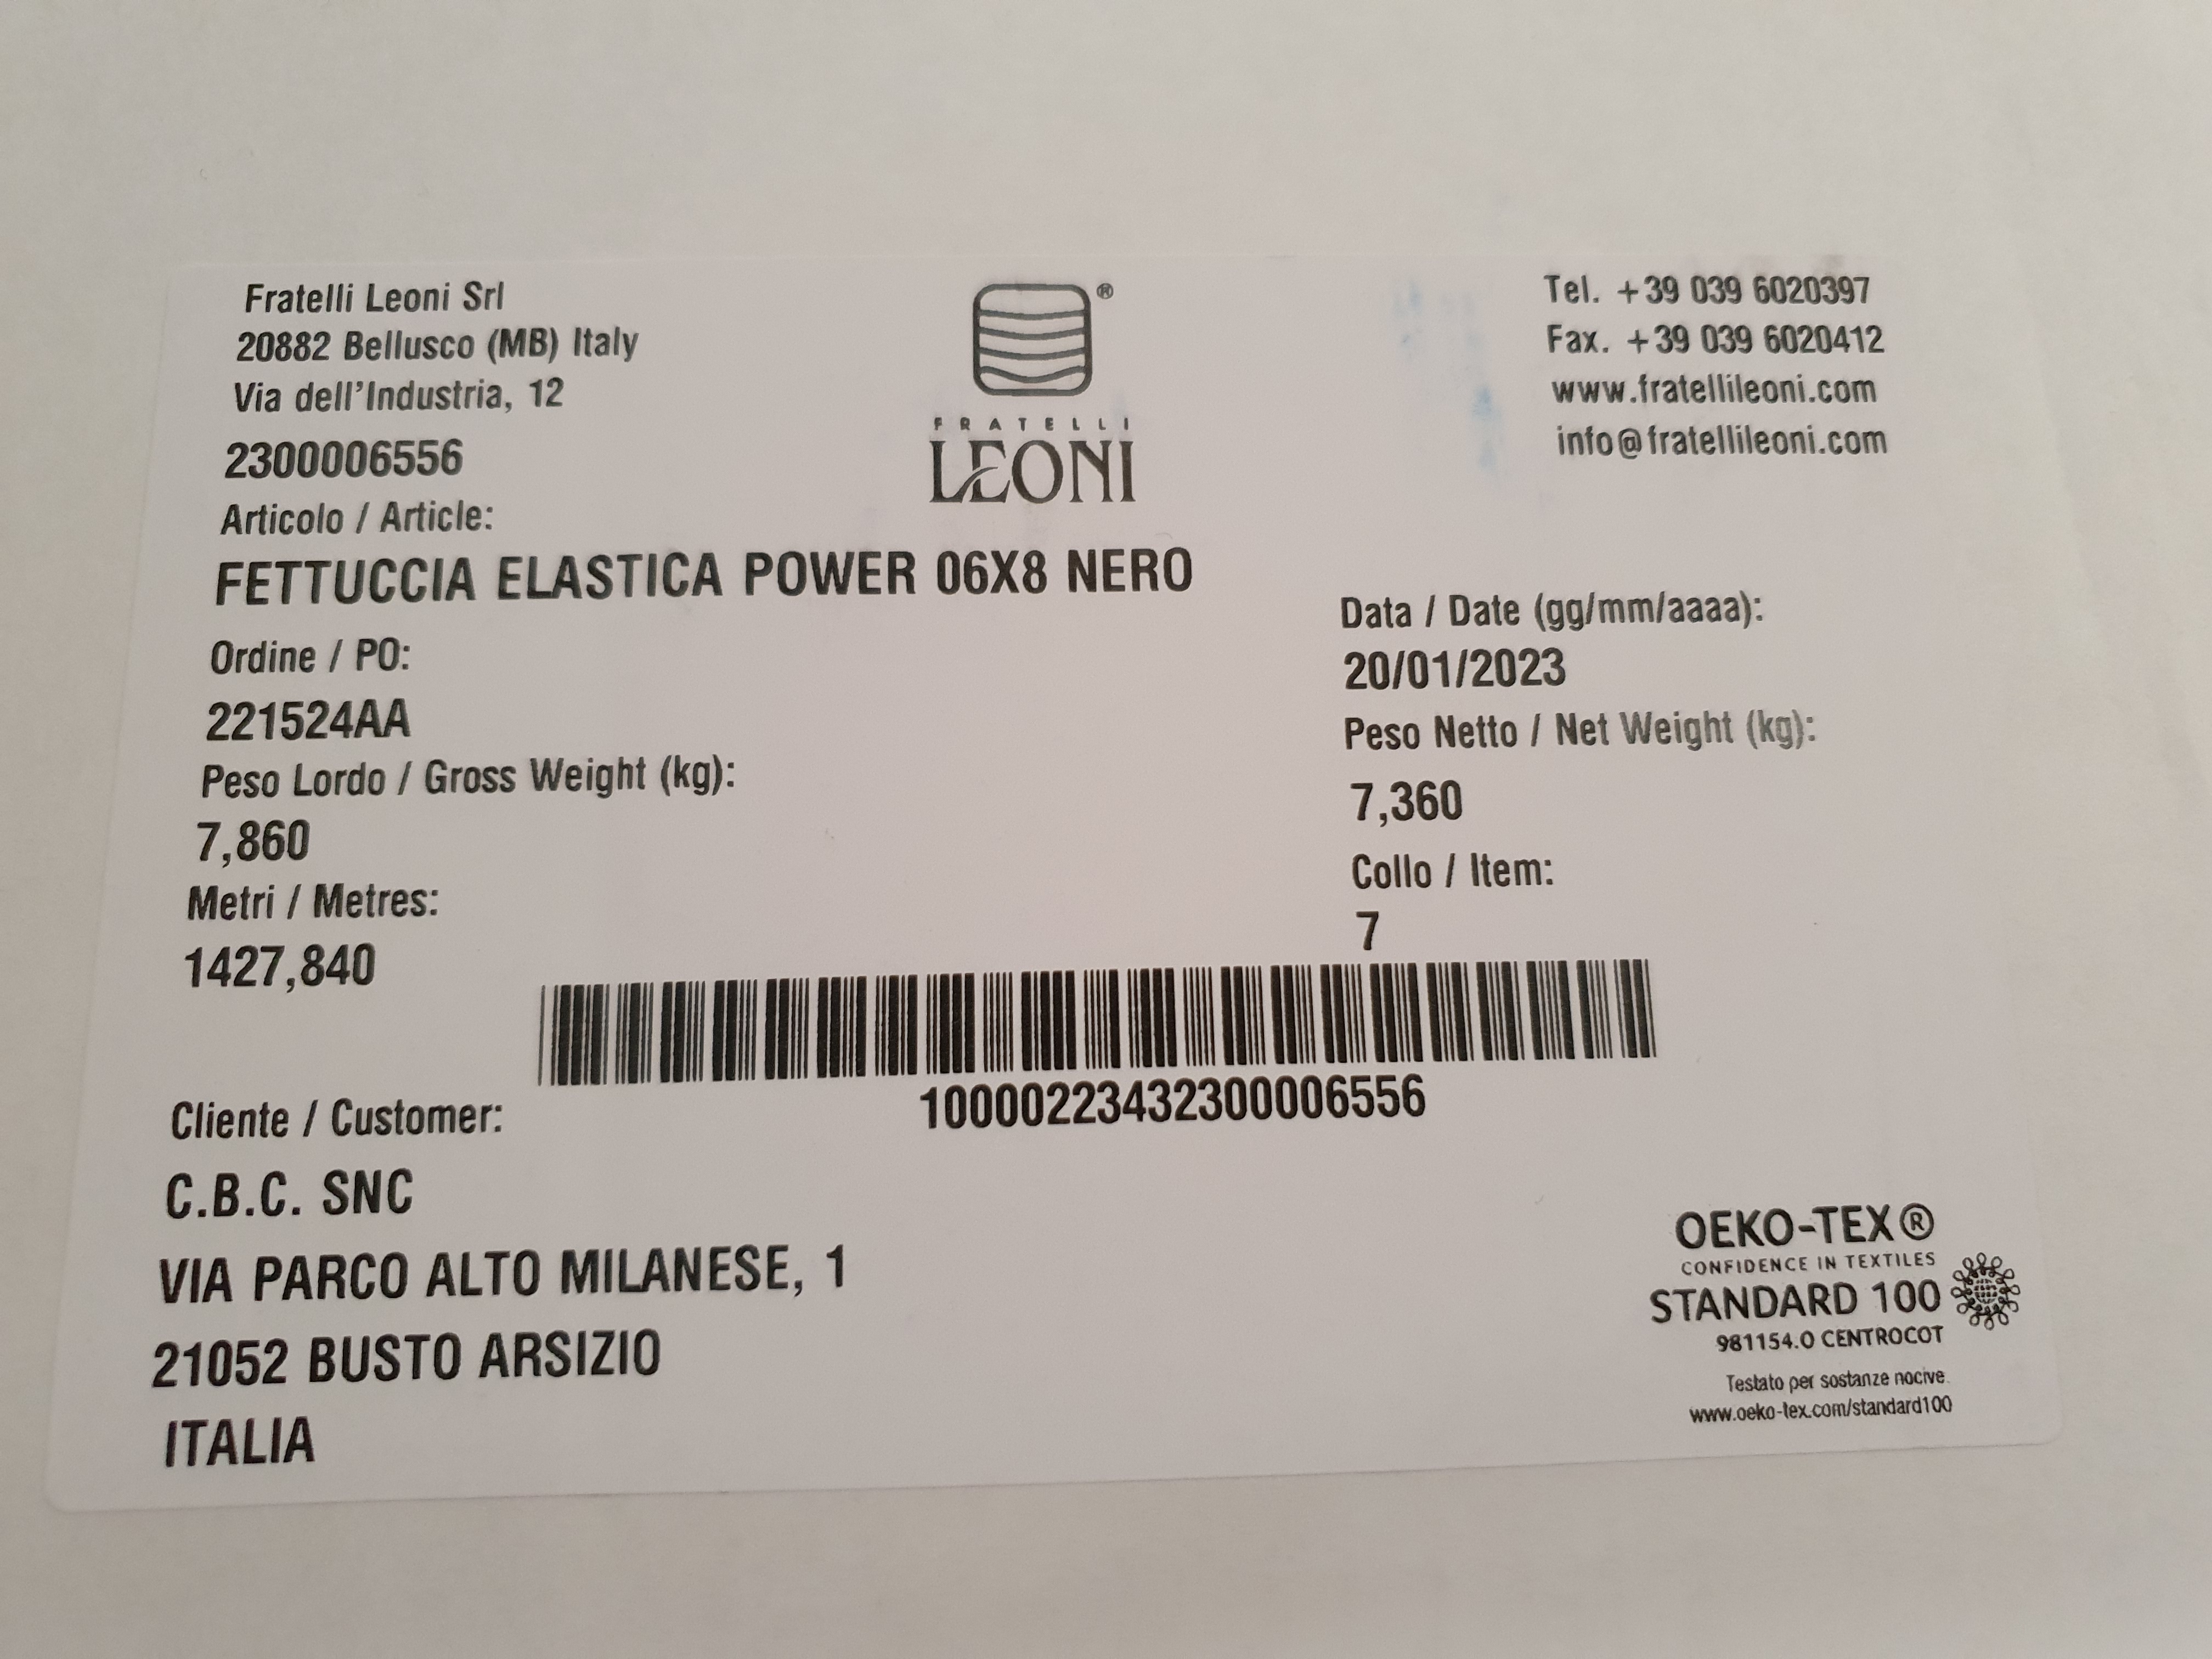 Fratelli Leoni Srl
20882 Bellusco (MB) Italy
Via dell'Industria, 12
2300006556
®
FRATELLI
LEONI
Tel. +39 039 6020397
Fax. +39 039 6020412
www.fratellileoni.com
info@fratellileoni.com
Articolo / Article:
FETTUCCIA ELASTICA POWER 06X8 NERO
Ordine / PO:
221524AA
Data / Date (gg/mm/aaaa):
20/01/2023
Peso Lordo / Gross Weight (kg):
7,860
Peso Netto / Net Weight (kg):
7,360
Metri / Metres:
1427,840
Collo / Item:
7
10000223432300006556
Cliente / Customer:
C.B.C. SNC
VIA PARCO ALTO MILANESE, 1
21052 BUSTO ARSIZIO
ITALIA
OEKO-TEX®
CONFIDENCE IN TEXTILES
STANDARD 100
981154.O CENTROCOT
Testato per sostanze nocive.
www.oeko-tex.com/standard100